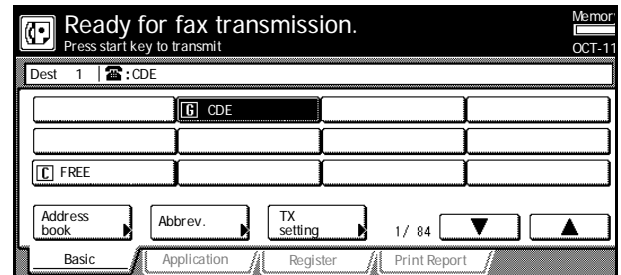 Ready for fax transmission.
Memor
Press start key to transmit
OCT-11
Dest 1 ☎:CDE
G CDE
C FREE
Address book
Abbrev.
TX setting
1/ 84
Basic
Application
Register
Print Report